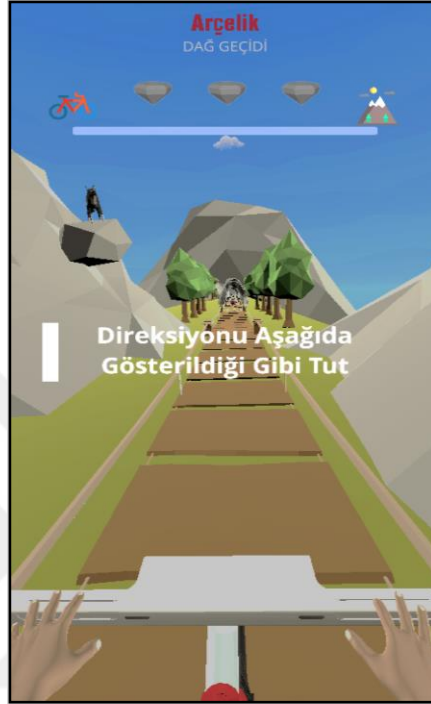 Arçelik
DAĞ GEÇİDİ
Direksiyonu Aşağıda
Gösterildiği Gibi Tut